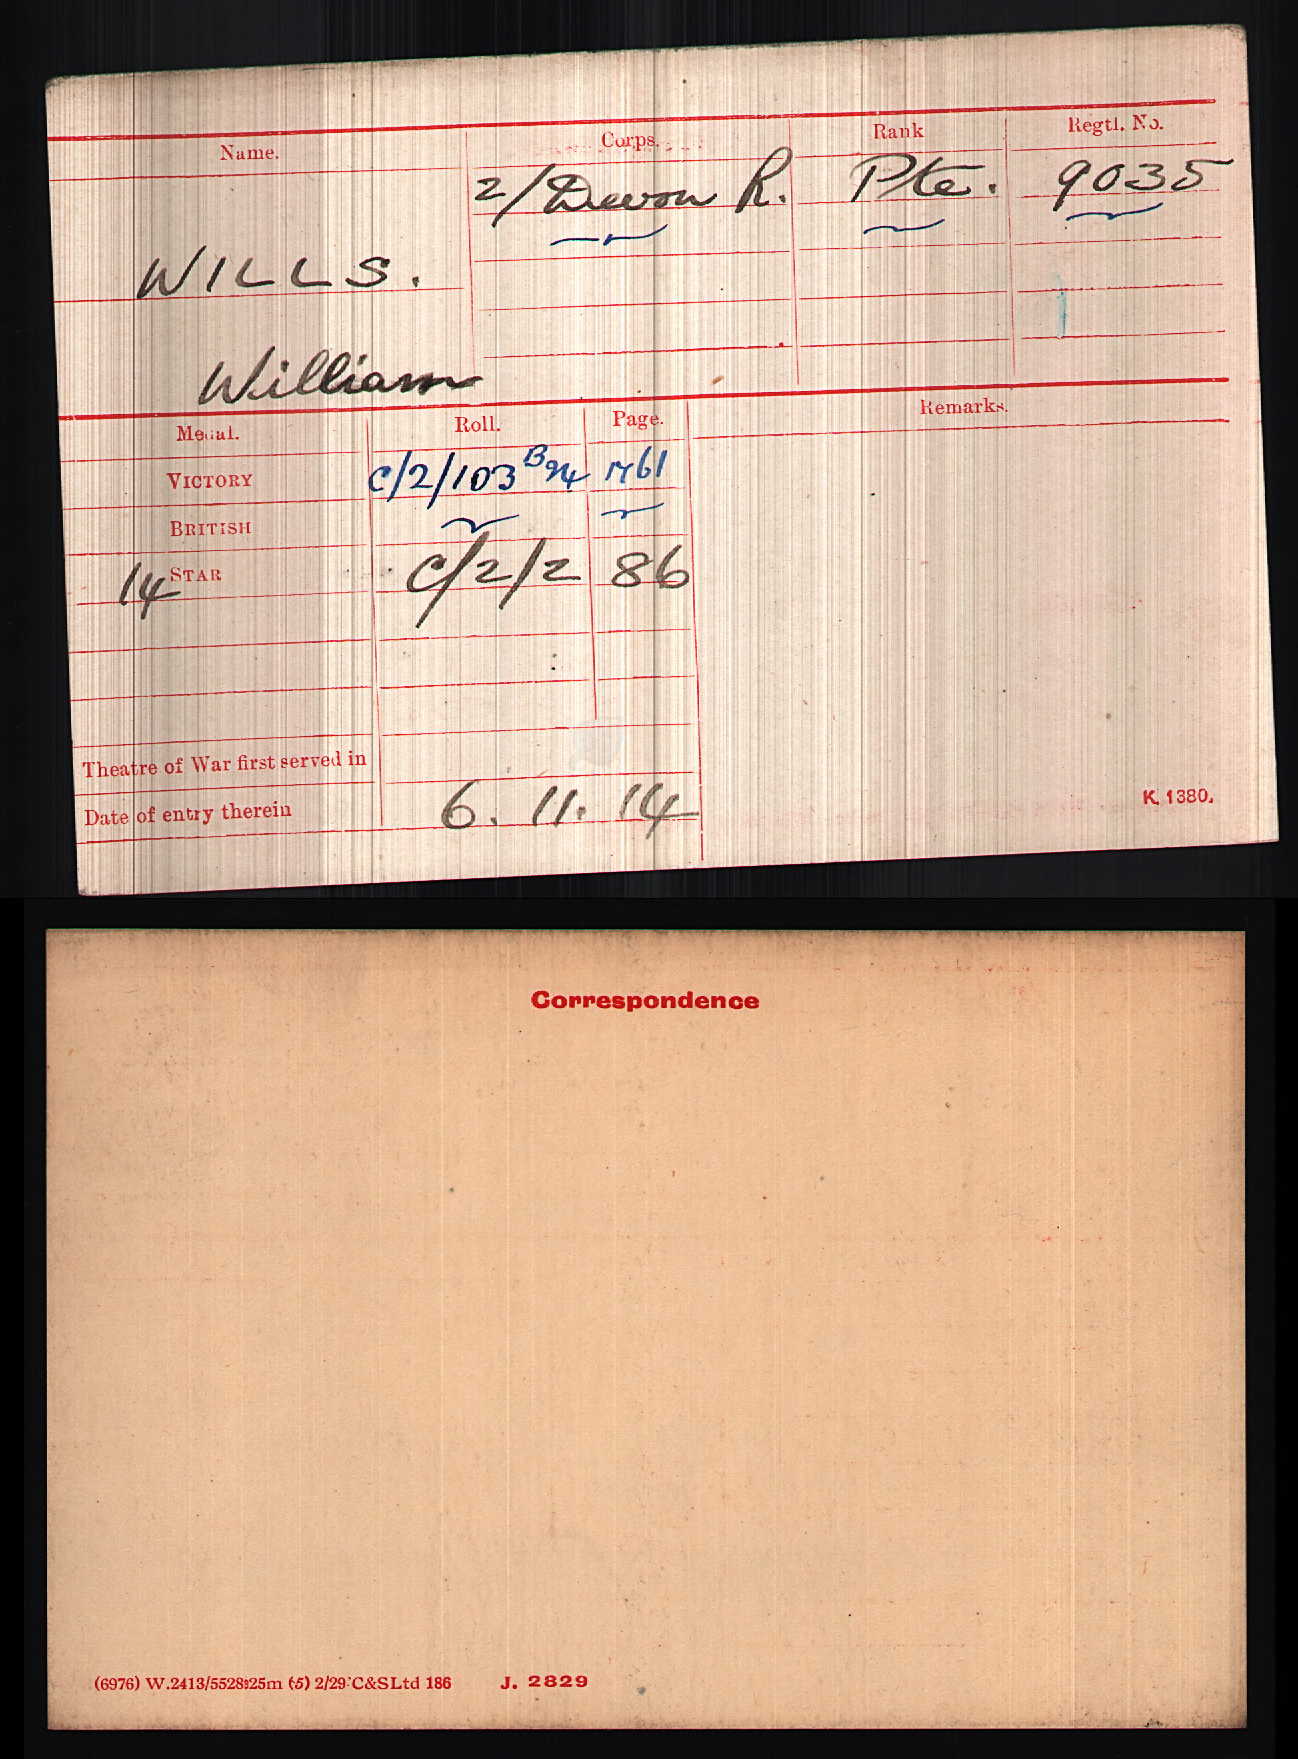 Name. Corps. Rank Regtl. No.
2/Devon R. Pte. 9035
WILLS.
William
Medal. Roll. Page. Remarks.
VICTORY C/2/103 B24 1761
BRITISH
14 STAR C/2/2 86
Theatre of War first served in
Date of entry therein 6. 11. 14
K. 1380.
Correspondence
(6976) W.2413/5528 25m (5) 2/29 C&S Ltd 186 J. 2829